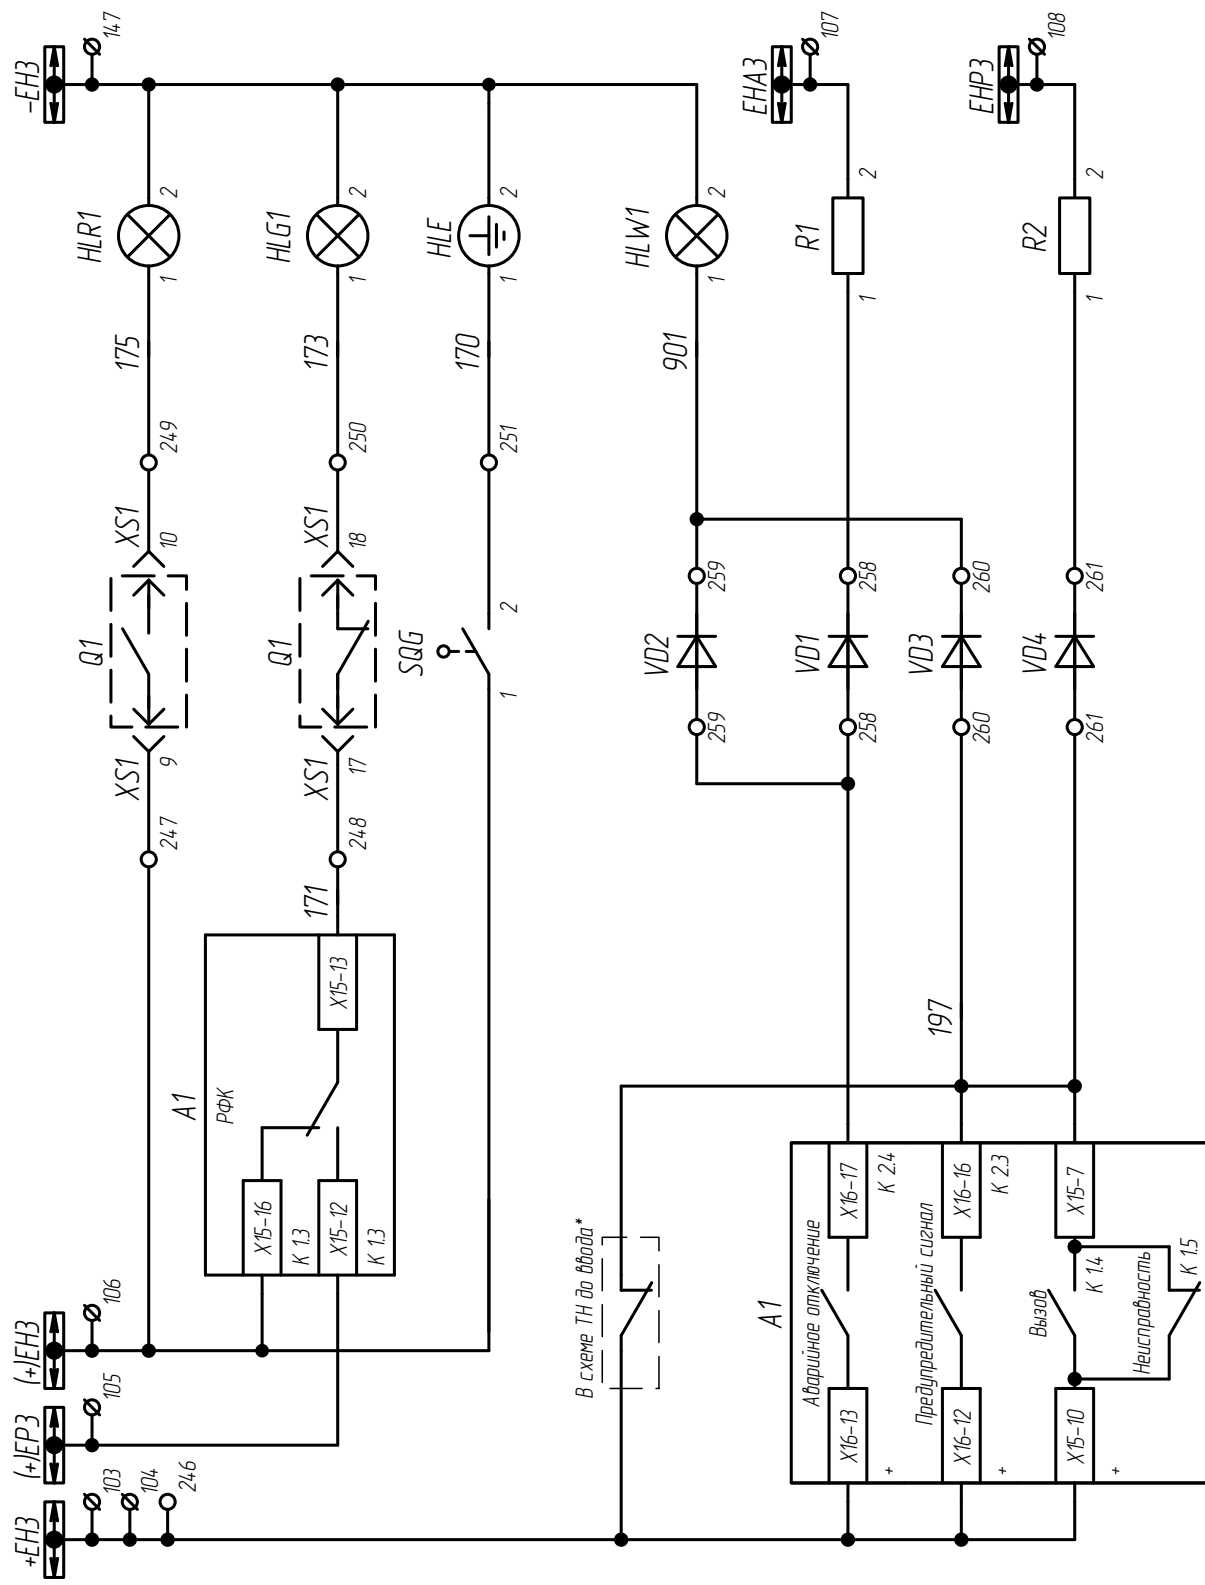 -EH3
147
EHA3
107
EHP3
108
HLR1
1
2
HLG1
1
2
HLE
1
2
HLW1
1
2
R1
1
2
R2
1
2
175
173
170
901
249
250
251
XS1
10
XS1
18
Q1
Q1
SQG
1
2
XS1
9
XS1
17
247
248
171
259
258
260
261
VD2
VD1
VD3
VD4
259
258
260
261
197
A1
РФК
X15-13
X15-16
К 1.3
X15-12
К 1.3
В схеме ТН до ввода*
A1
Аварийное отключение
X16-17
К 2.4
X16-13
+
Предупредительный сигнал
X16-16
К 2.3
X16-12
+
Вызов
X15-7
К 1.4
X15-10
+
Неисправность
К 1.5
(+)EH3
106
(+)EP3
105
+EH3
103
104
246